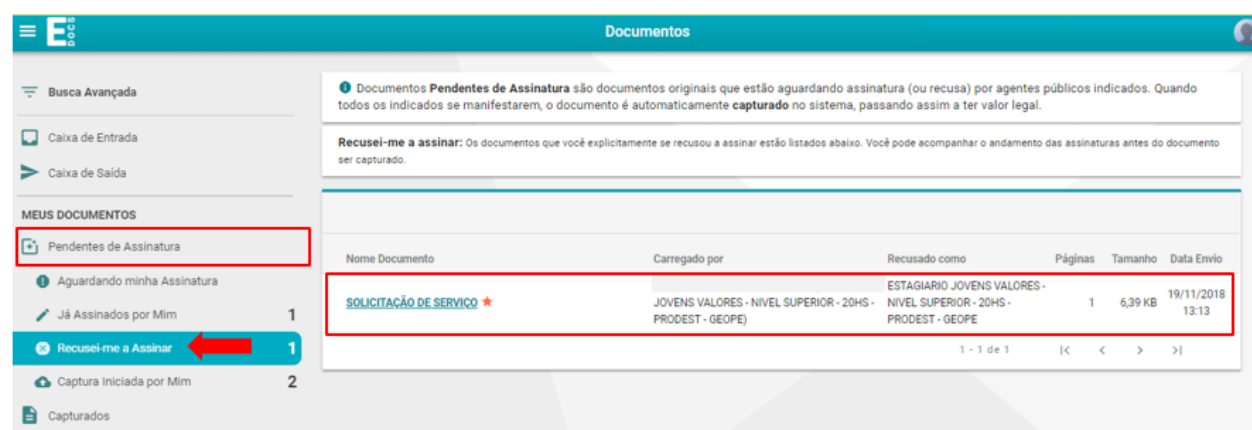 E DOCS
Documentos
Busca Avançada
Caixa de Entrada
Caixa de Saída
MEUS DOCUMENTOS
Pendentes de Assinatura
Aguardando minha Assinatura
Já Assinados por Mim 1
Recusei-me a Assinar 1
Captura Iniciada por Mim 2
Capturados
Documentos Pendentes de Assinatura são documentos originais que estão aguardando assinatura (ou recusa) por agentes públicos indicados. Quando
todos os indicados se manifestarem, o documento é automaticamente capturado no sistema, passando assim a ter valor legal.
Recusei-me a assinar: Os documentos que você explicitamente se recusou a assinar estão listados abaixo. Você pode acompanhar o andamento das assinaturas antes do documento
ser capturado.
Nome Documento Carregado por Recusado como Páginas Tamanho Data Envio
SOLICITAÇÃO DE SERVIÇO
JOVENS VALORES - NIVEL SUPERIOR - 20HS -
PRODEST - GEOPE)
ESTAGIARIO JOVENS VALORES -
NIVEL SUPERIOR - 20HS -
PRODEST - GEOPE
1 6,39 KB
19/11/2018
13:13
1 - 1 de 1 |< < > >|